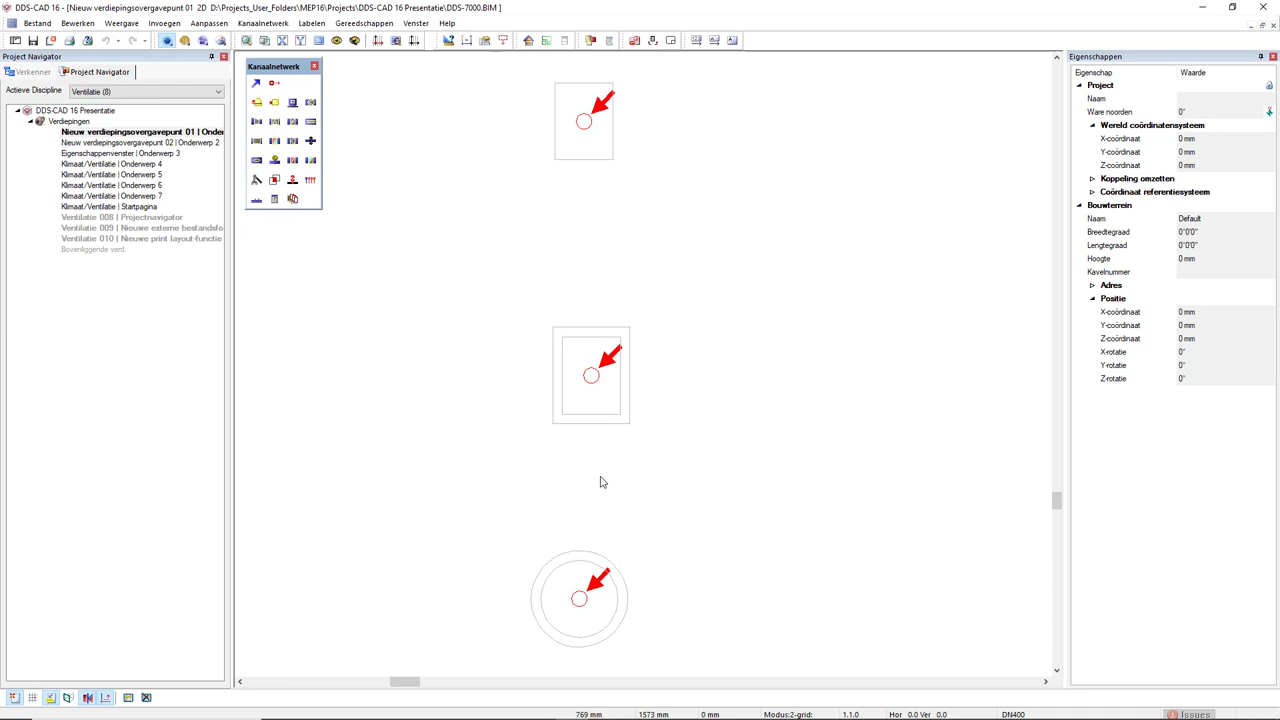 DDS-CAD 16 - [Nieuw verdiepingsovergavepunt 01 2D D:\Projects_User_Folders\MEP16\Projects\DDS-CAD 16 Presentatie\DDS-7000.BIM ]
Bestand Bewerken Weergave Invoegen Aanpassen Kanaalnetwerk Labelen Gereedschappen Venster Help
Project Navigator
Verkenner Project Navigator
Actieve Discipline Ventilatie (8)
DDS-CAD 16 Presentatie
Verdiepingen
Nieuw verdiepingsovergavepunt 01 | Onder
Nieuw verdiepingsovergavepunt 02 | Onderwerp 2
Eigenschappenvenster | Onderwerp 3
Klimaat/Ventilatie | Onderwerp 4
Klimaat/Ventilatie | Onderwerp 5
Klimaat/Ventilatie | Onderwerp 6
Klimaat/Ventilatie | Onderwerp 7
Klimaat/Ventilatie | Startpagina
Ventilatie 008 | Projectnavigator
Ventilatie 009 | Nieuwe externe bestandsfo
Ventilatie 010 | Nieuwe print layout-functie
Bovenliggende verd.
Kanaalnetwerk
Eigenschappen
Eigenschap Waarde
Project
Naam
Ware noorden 0°
Wereld coördinatensysteem
X-coördinaat 0 mm
Y-coördinaat 0 mm
Z-coördinaat 0 mm
Koppeling omzetten
Coördinaat referentiesysteem
Bouwterrein
Naam Default
Breedtegraad 0°0'0"
Lengtegraad 0°0'0"
Hoogte 0 mm
Kavelnummer
Adres
Positie
X-coördinaat 0 mm
Y-coördinaat 0 mm
Z-coördinaat 0 mm
X-rotatie 0°
Y-rotatie 0°
Z-rotatie 0°
769 mm 1573 mm 0 mm Modus:2-grid: 1.1.0 Hor 0.0 Ver 0.0 DN400 Issues